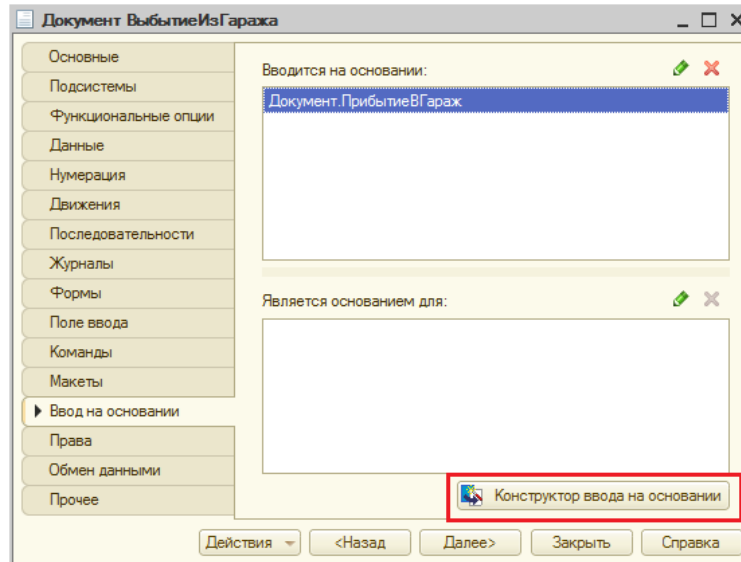 Документ ВыбытиеИзГаража
Основные
Подсистемы
Функциональные опции
Данные
Нумерация
Движения
Последовательности
Журналы
Формы
Поле ввода
Команды
Макеты
Ввод на основании
Права
Обмен данными
Прочее
Вводится на основании:
Документ.ПрибытиеВГараж
Является основанием для:
Конструктор ввода на основании
Действия
<Назад
Далее>
Закрыть
Справка